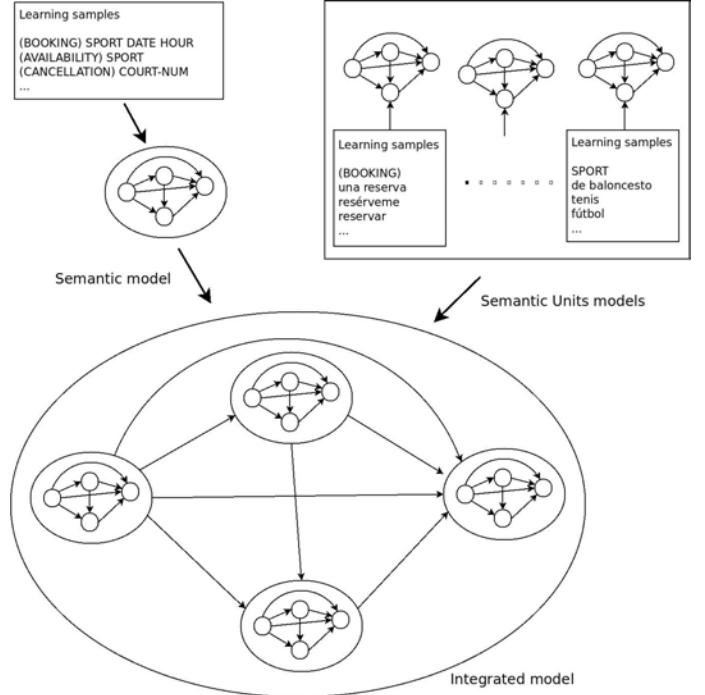 Learning samples
(BOOKING) SPORT DATE HOUR
(AVAILABILITY) SPORT
(CANCELLATION) COURT-NUM
...
Learning samples
(BOOKING)
una reserva
resérveme
reservar
...
Learning samples
SPORT
de baloncesto
tenis
fútbol
...
Semantic model
Semantic Units models
Integrated model